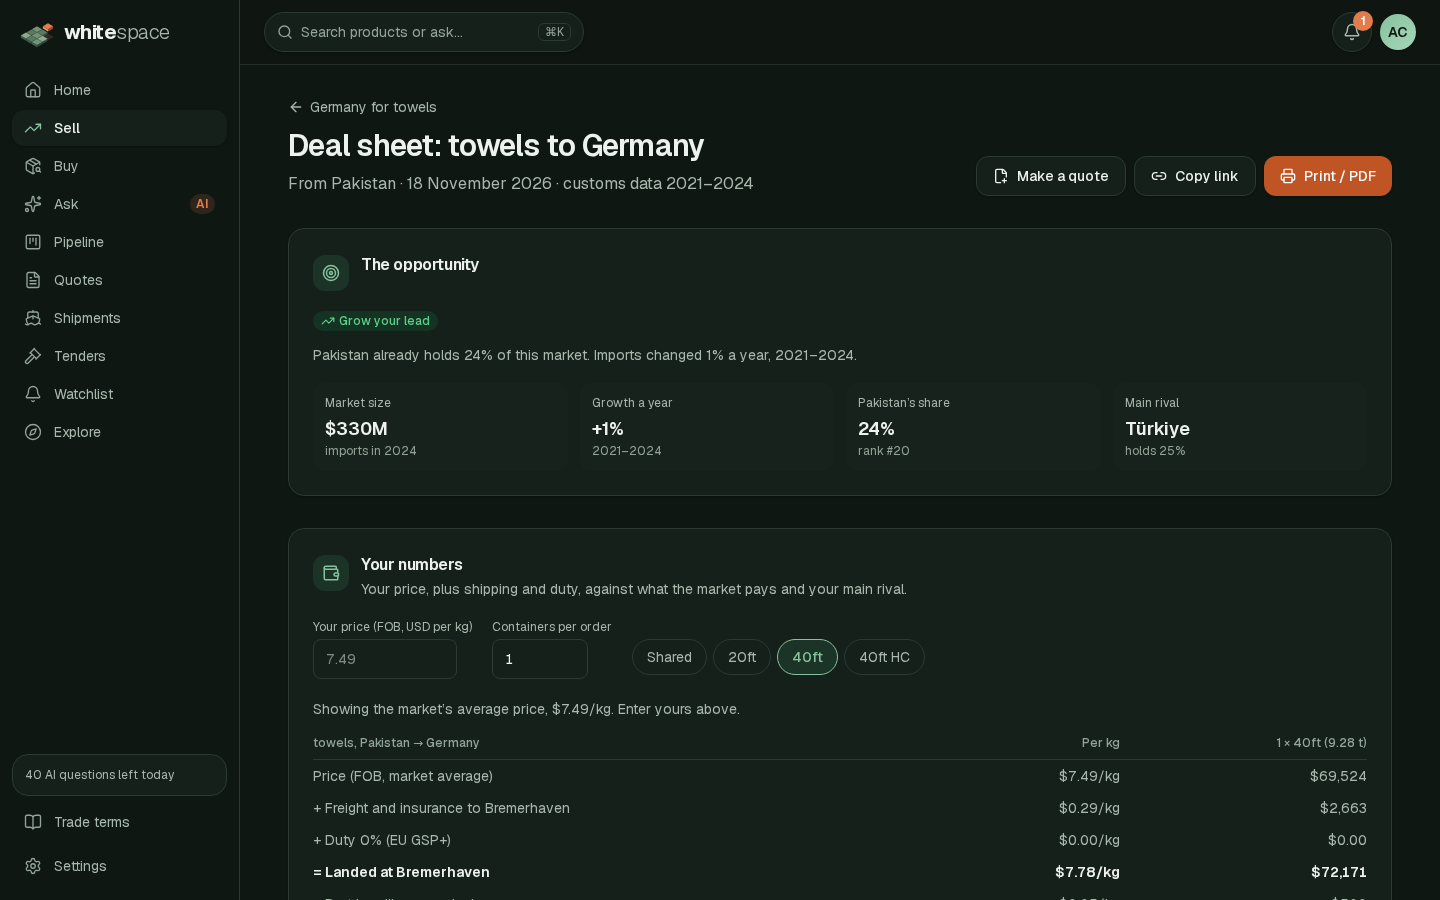 whitespace
Search products or ask...
⌘K
1
AC
Home
Sell
Buy
Ask
AI
Pipeline
Quotes
Shipments
Tenders
Watchlist
Explore
40 AI questions left today
Trade terms
Settings
Germany for towels
Deal sheet: towels to Germany
From Pakistan · 18 November 2026 · customs data 2021–2024
Make a quote
Copy link
Print / PDF
The opportunity
Grow your lead
Pakistan already holds 24% of this market. Imports changed 1% a year, 2021–2024.
Market size
$330M
imports in 2024
Growth a year
+1%
2021–2024
Pakistan's share
24%
rank #20
Main rival
Türkiye
holds 25%
Your numbers
Your price, plus shipping and duty, against what the market pays and your main rival.
Your price (FOB, USD per kg)
7.49
Containers per order
1
Shared
20ft
40ft
40ft HC
Showing the market's average price, $7.49/kg. Enter yours above.
towels, Pakistan → Germany
Per kg
1 × 40ft (9.28 t)
Price (FOB, market average)
$7.49/kg
$69,524
+ Freight and insurance to Bremerhaven
$0.29/kg
$2,663
+ Duty 0% (EU GSP+)
$0.00/kg
$0.00
= Landed at Bremerhaven
$7.78/kg
$72,171